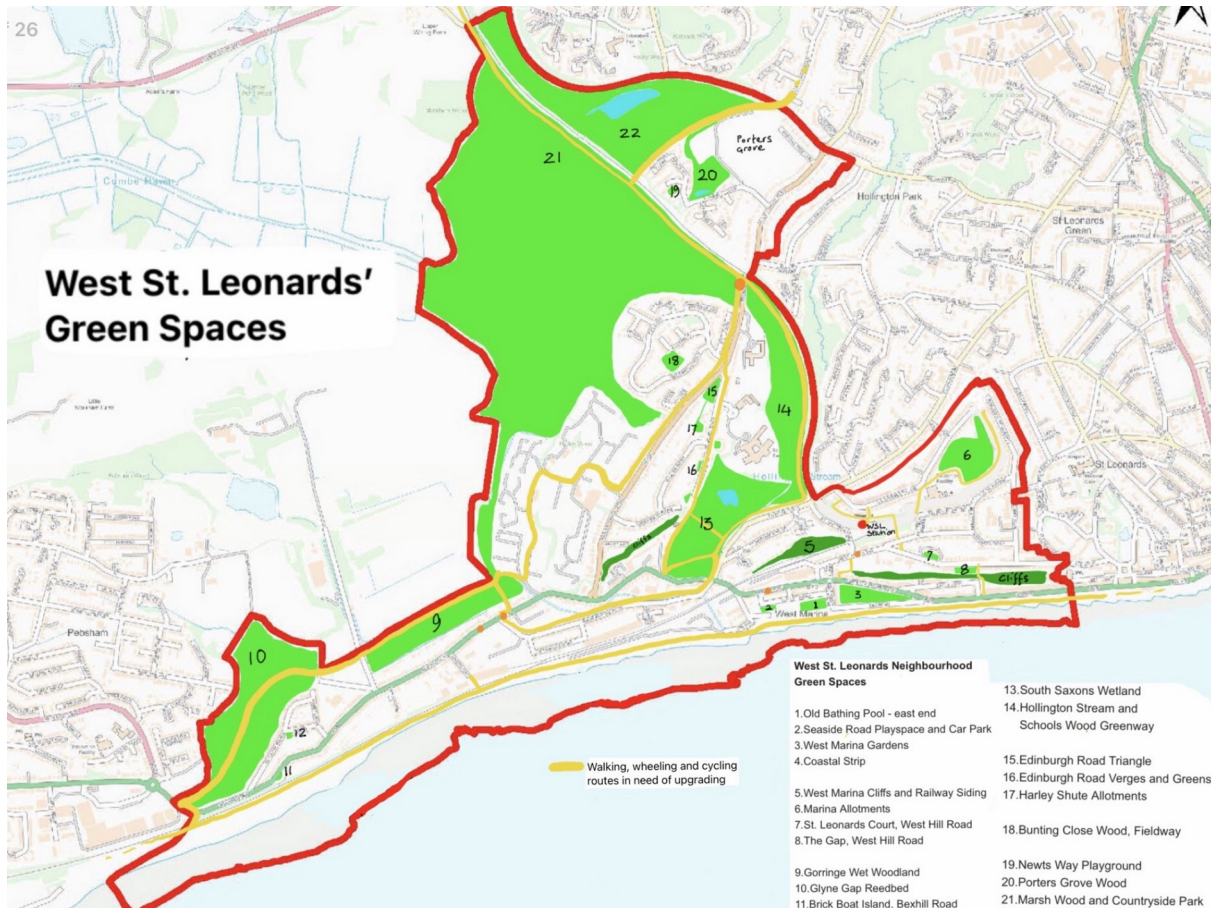 26
West St. Leonards'
Green Spaces
Combe Haven
Upper
Wilting Farm
22
21
Porters
Grove
20
19
Hollington Park
St Leonards
Green
18
15
14
17
16
6
St Leonards
Holli
Stream
13
cliffs
WSL
Station
5
7
8
Cliffs
3
2
1
West Marina
9
Pebsham
10
12
11
Walking, wheeling and cycling
routes in need of upgrading
West St. Leonards Neighbourhood
Green Spaces
1.Old Bathing Pool - east end
2.Seaside Road Playspace and Car Park
3.West Marina Gardens
4.Coastal Strip
5.West Marina Cliffs and Railway Siding
6.Marina Allotments
7.St. Leonards Court, West Hill Road
8.The Gap, West Hill Road
9.Gorringe Wet Woodland
10.Glyne Gap Reedbed
11.Brick Boat Island, Bexhill Road
13.South Saxons Wetland
14.Hollington Stream and
Schools Wood Greenway
15.Edinburgh Road Triangle
16.Edinburgh Road Verges and Greens
17.Harley Shute Allotments
18.Bunting Close Wood, Fieldway
19.Newts Way Playground
20.Porters Grove Wood
21.Marsh Wood and Countryside Park